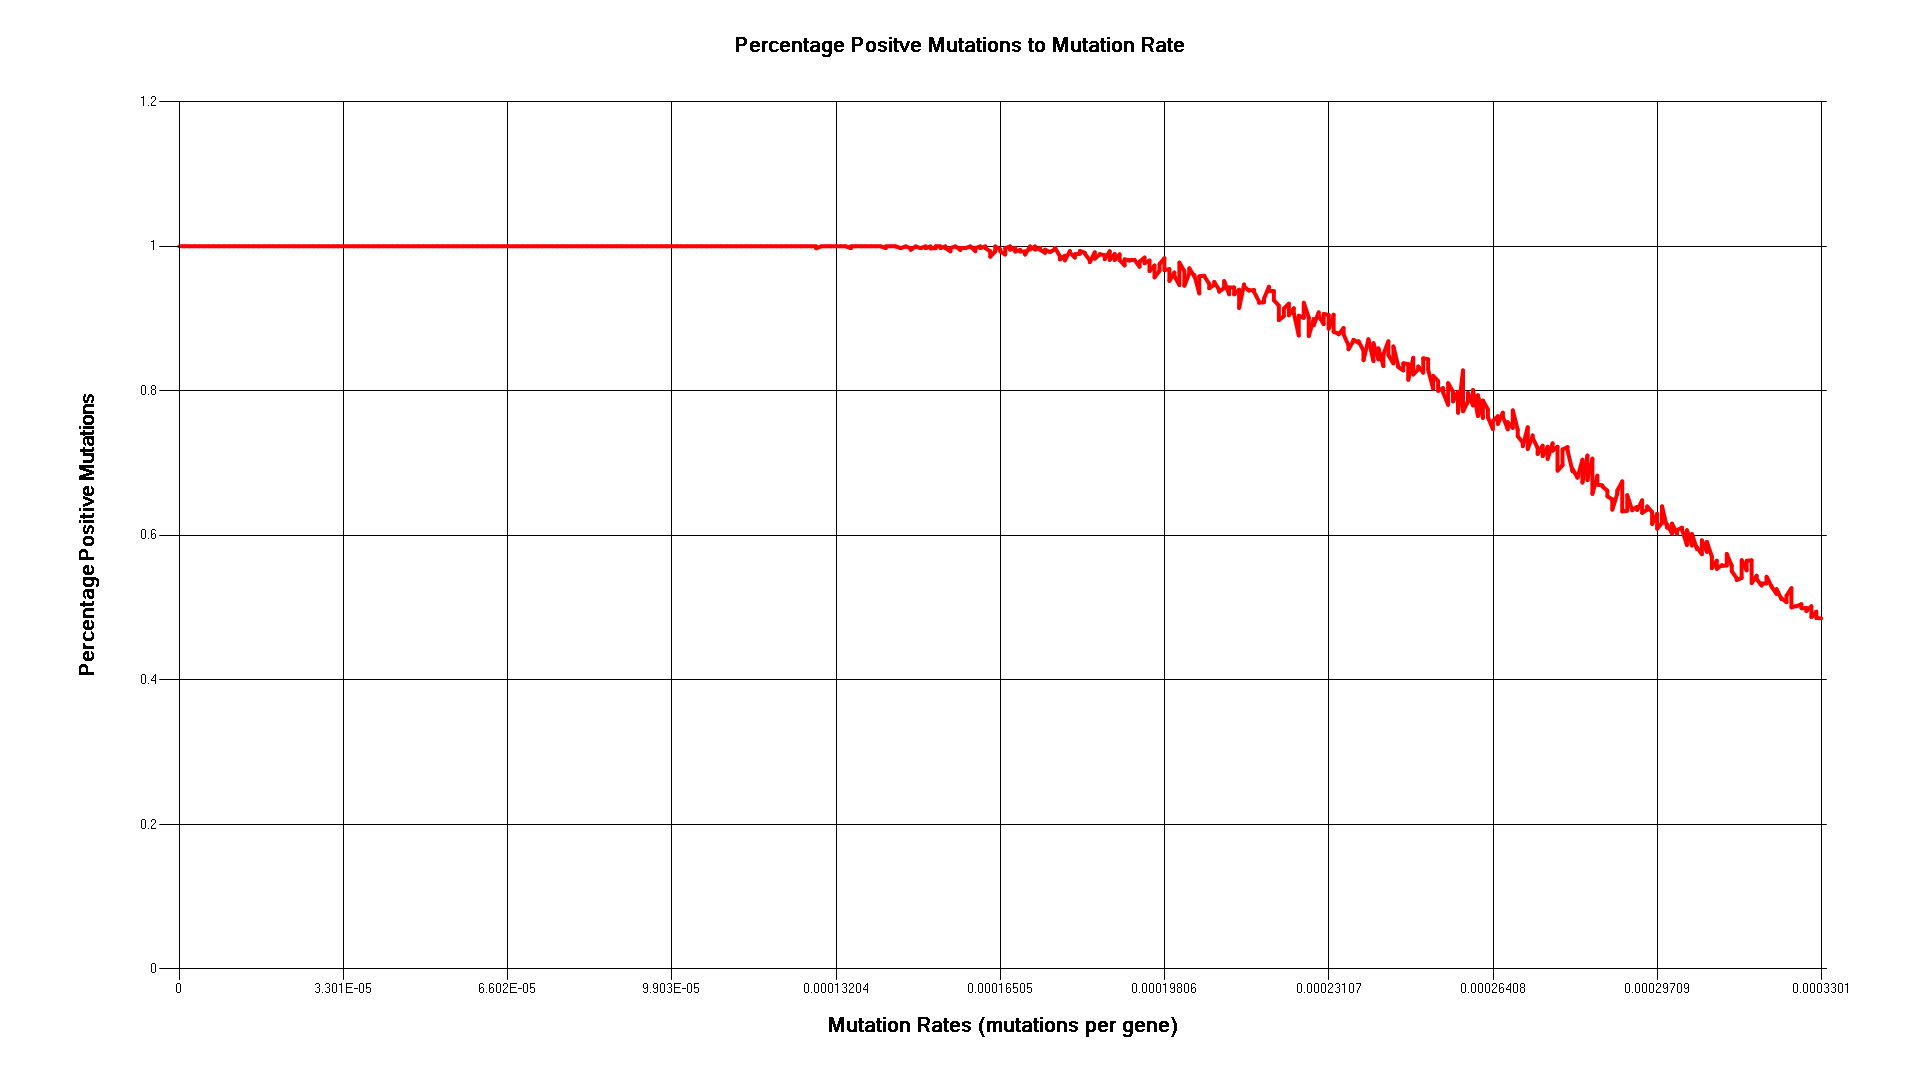 Percentage Positve Mutations to Mutation Rate
1.2
1
0.8
0.6
0.4
0.2
0
Percentage Positive Mutations
0 3.301E-05 6.602E-05 9.903E-05 0.00013204 0.00016505 0.00019806 0.00023107 0.00026408 0.00029709 0.0003301
Mutation Rates (mutations per gene)